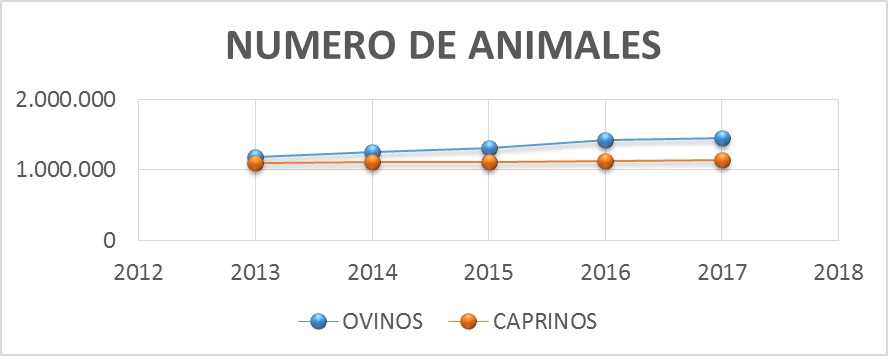 NUMERO DE ANIMALES
2.000.000
1.000.000
0
2012 2013 2014 2015 2016 2017 2018
OVINOS CAPRINOS